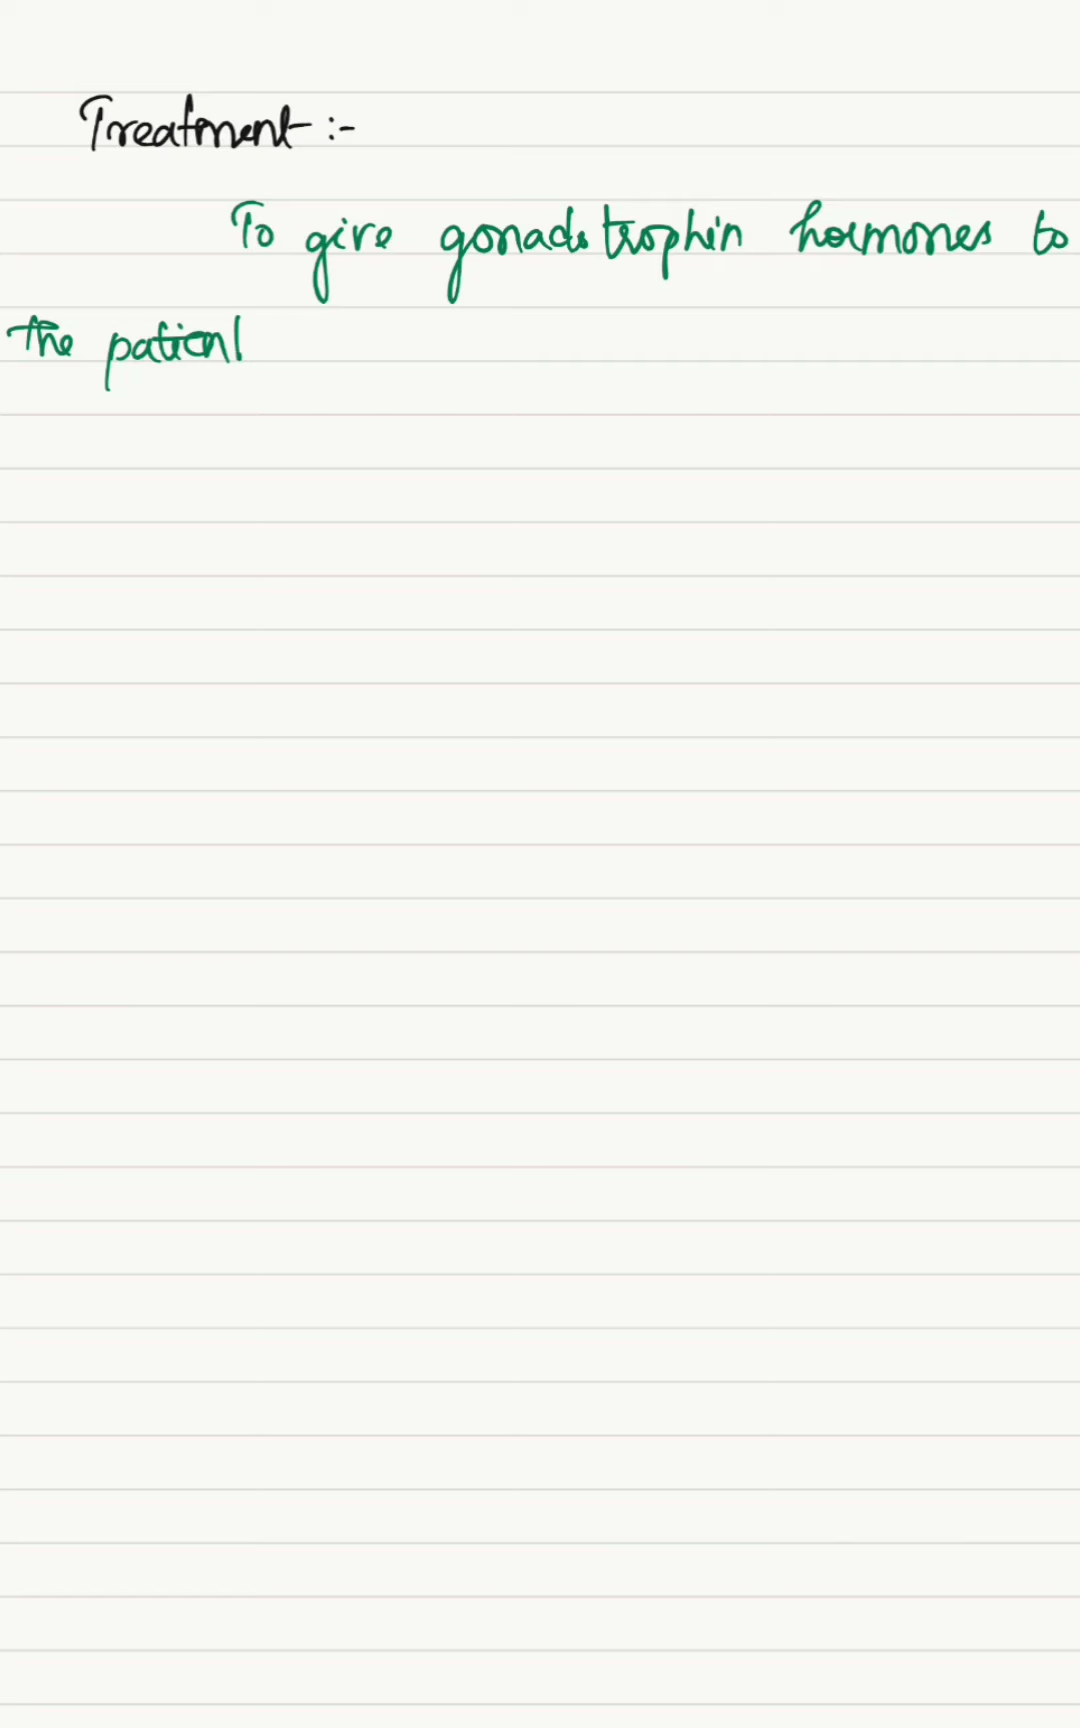 Treatment :-
To give gonadotrophin hormones to
the patient